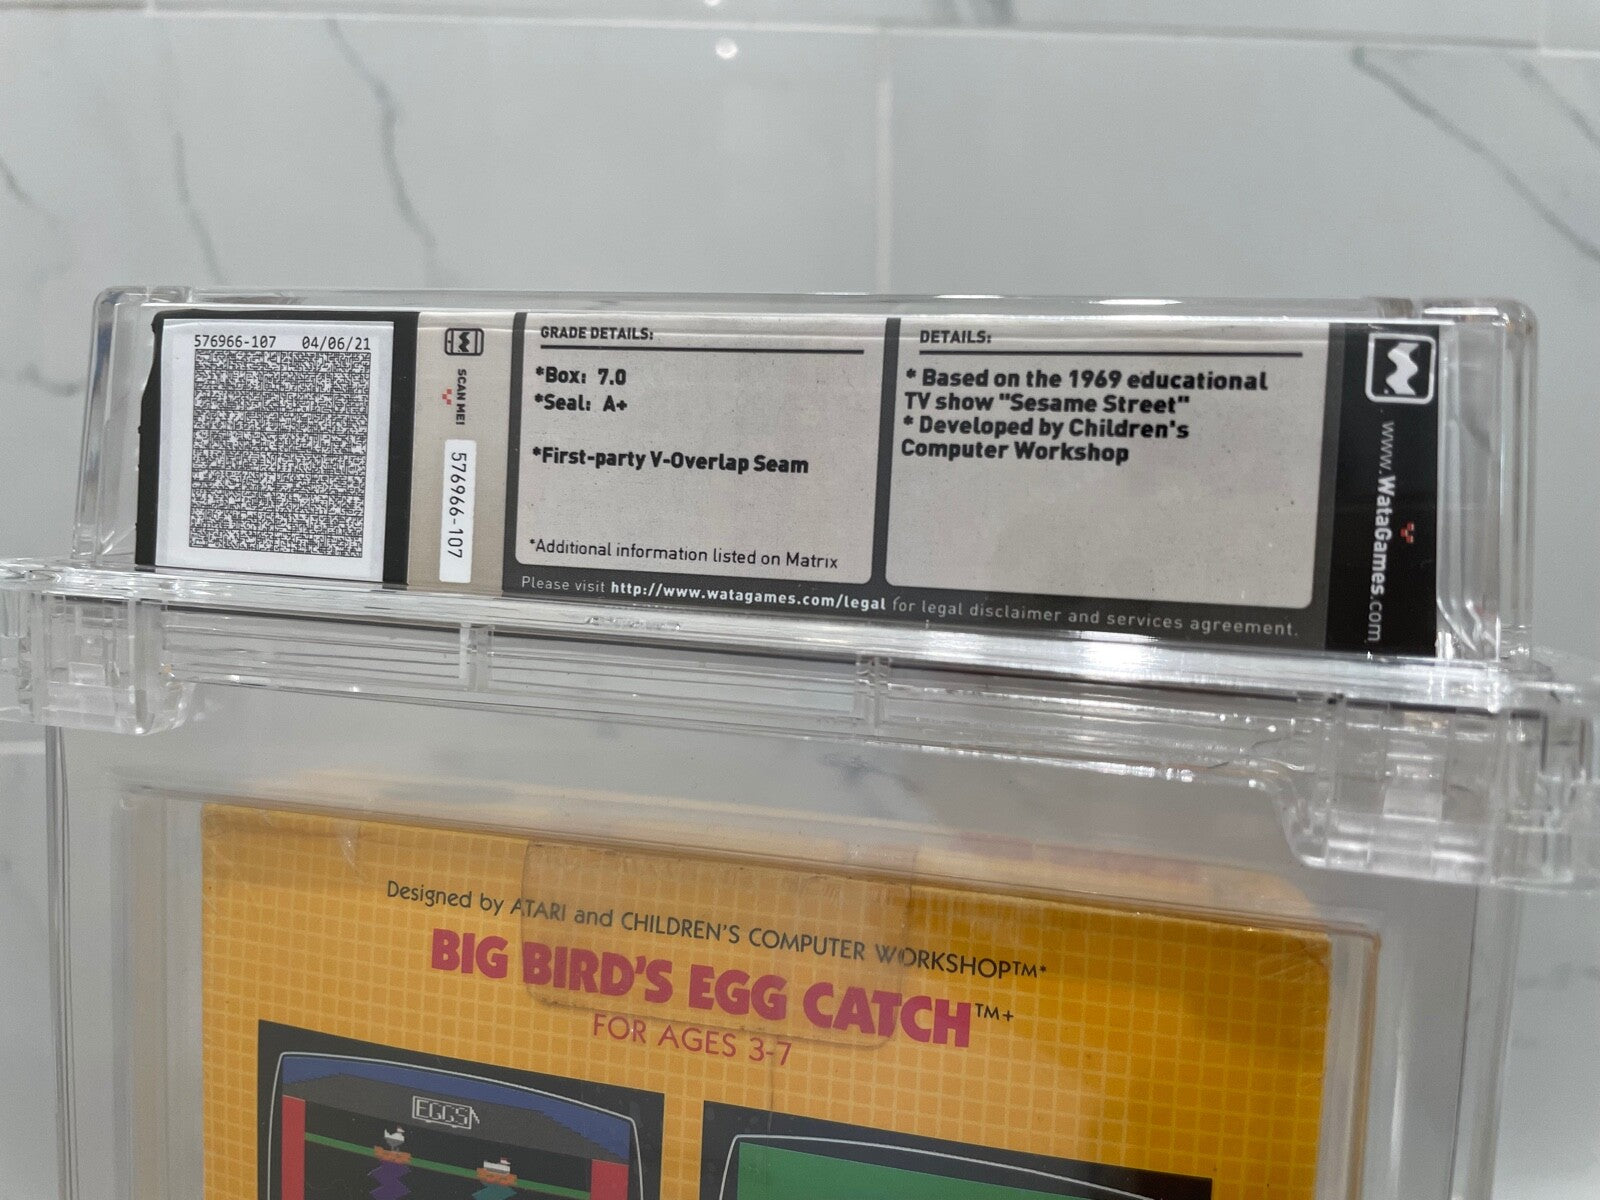 576966-107 04/06/21
SCAN ME!
576966-107
GRADE DETAILS:
*Box: 7.0
*Seal: A+
*First-party V-Overlap Seam
*Additional information listed on Matrix
DETAILS:
* Based on the 1969 educational
TV show "Sesame Street"
* Developed by Children's
Computer Workshop
Please visit http://www.watagames.com/legal for legal disclaimer and services agreement.
www.WataGames.com
Designed by ATARI and CHILDREN'S COMPUTER WORKSHOP™*
BIG BIRD'S EGG CATCH™+
FOR AGES 3-7
EGGS